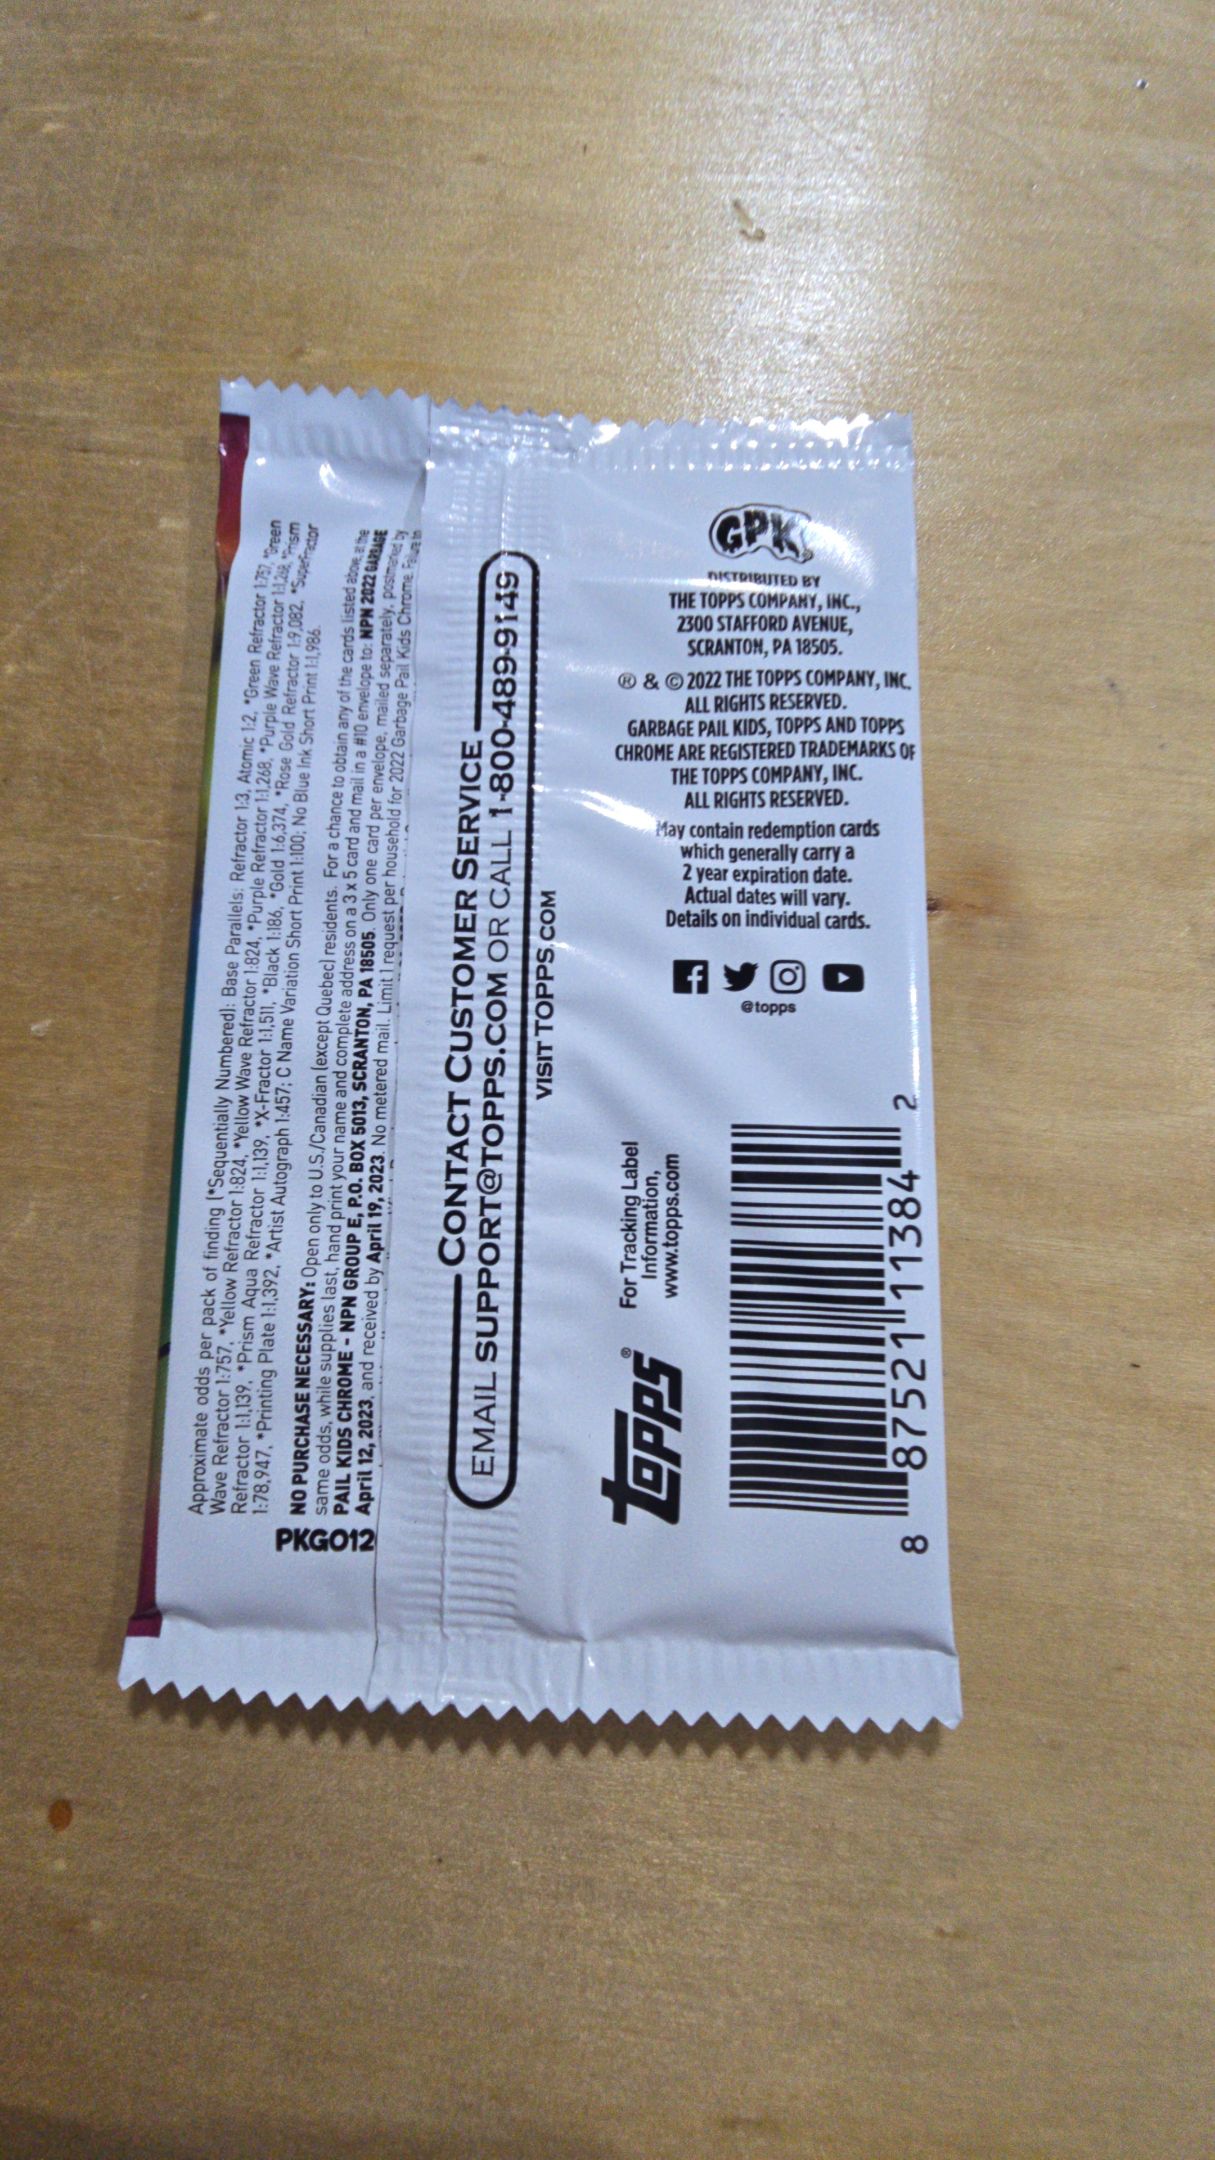 Approximate odds per pack of finding (*Sequentially Numbered): Base Parallels: Refractor 1:3, Atomic 1:2, *Green Refractor 1:757, *Green
Wave Refractor 1:757, *Yellow Refractor 1:824, *Yellow Wave Refractor 1:824, *Purple Refractor 1:1,268, *Purple Wave Refractor 1:1,268, *Prism
Refractor 1:1,139, *Prism Aqua Refractor 1:1,139, *X-Fractor 1:1,511, *Black 1:186, *Gold 1:6,374, *Rose Gold Refractor 1:9,082, *SuperFractor
1:78,947, *Printing Plate 1:1,392, *Artist Autograph 1:457; C Name Variation Short Print 1:100; No Blue Ink Short Print 1:1,986.
NO PURCHASE NECESSARY: Open only to U.S./Canadian (except Quebec) residents. For a chance to obtain any of the cards listed above, at the
same odds, while supplies last, hand print your name and complete address on a 3 x 5 card and mail in a #10 envelope to: NPN 2022 GARBAGE
PAIL KIDS CHROME - NPN GROUP E, P.O. BOX 5013, SCRANTON, PA 18505. Only one card per envelope, mailed separately, postmarked by
April 12, 2023, and received by April 19, 2023. No metered mail. Limit 1 request per household for 2022 Garbage Pail Kids Chrome. Failure to
PKG012
CONTACT CUSTOMER SERVICE
EMAIL SUPPORT@TOPPS.COM OR CALL 1-800-489-9149
VISIT TOPPS.COM
topps®
For Tracking Label
Information,
www.topps.com
8 87521 11384 2
GPK
DISTRIBUTED BY
THE TOPPS COMPANY, INC.,
2300 STAFFORD AVENUE,
SCRANTON, PA 18505.
® & © 2022 THE TOPPS COMPANY, INC.
ALL RIGHTS RESERVED.
GARBAGE PAIL KIDS, TOPPS AND TOPPS
CHROME ARE REGISTERED TRADEMARKS OF
THE TOPPS COMPANY, INC.
ALL RIGHTS RESERVED.
May contain redemption cards
which generally carry a
2 year expiration date.
Actual dates will vary.
Details on individual cards.
@topps